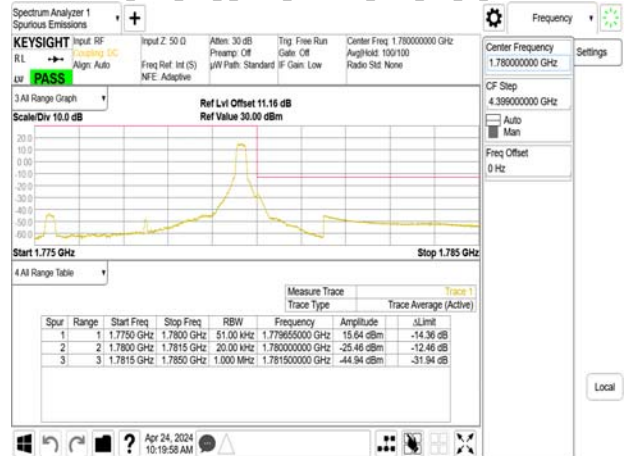 Spectrum Analyzer 1
Spurious Emissions
Frequency
KEYSIGHT
Input: RF
Coupling: DC
Align: Auto
Input Z: 50 Ω
Freq Ref: Int (S)
NFE: Adaptive
Atten: 30 dB
Preamp: Off
µW Path: Standard
Trig: Free Run
Gate: Off
IF Gain: Low
Center Freq: 1.780000000 GHz
Avg|Hold: 100/100
Radio Std: None
RL
PASS
Center Frequency
1.780000000 GHz
Settings
CF Step
4.399000000 GHz
Auto
Man
Freq Offset
0 Hz
3 All Range Graph
Scale/Div 10.0 dB
Ref Lvl Offset 11.16 dB
Ref Value 30.00 dBm
20.0
10.0
0.00
-10.0
-20.0
-30.0
-40.0
-50.0
-60.0
Start 1.775 GHz
Stop 1.785 GHz
4 All Range Table
Measure Trace Trace 1
Trace Type Trace Average (Active)
Spur Range Start Freq Stop Freq RBW Frequency Amplitude ΔLimit
1 1 1.7750 GHz 1.7800 GHz 51.00 kHz 1.779655000 GHz 15.64 dBm -14.36 dB
2 2 1.7800 GHz 1.7815 GHz 20.00 kHz 1.780000000 GHz -25.46 dBm -12.46 dB
3 3 1.7815 GHz 1.7850 GHz 1.000 MHz 1.781500000 GHz -44.94 dBm -31.94 dB
Local
Apr 24, 2024
10:19:58 AM